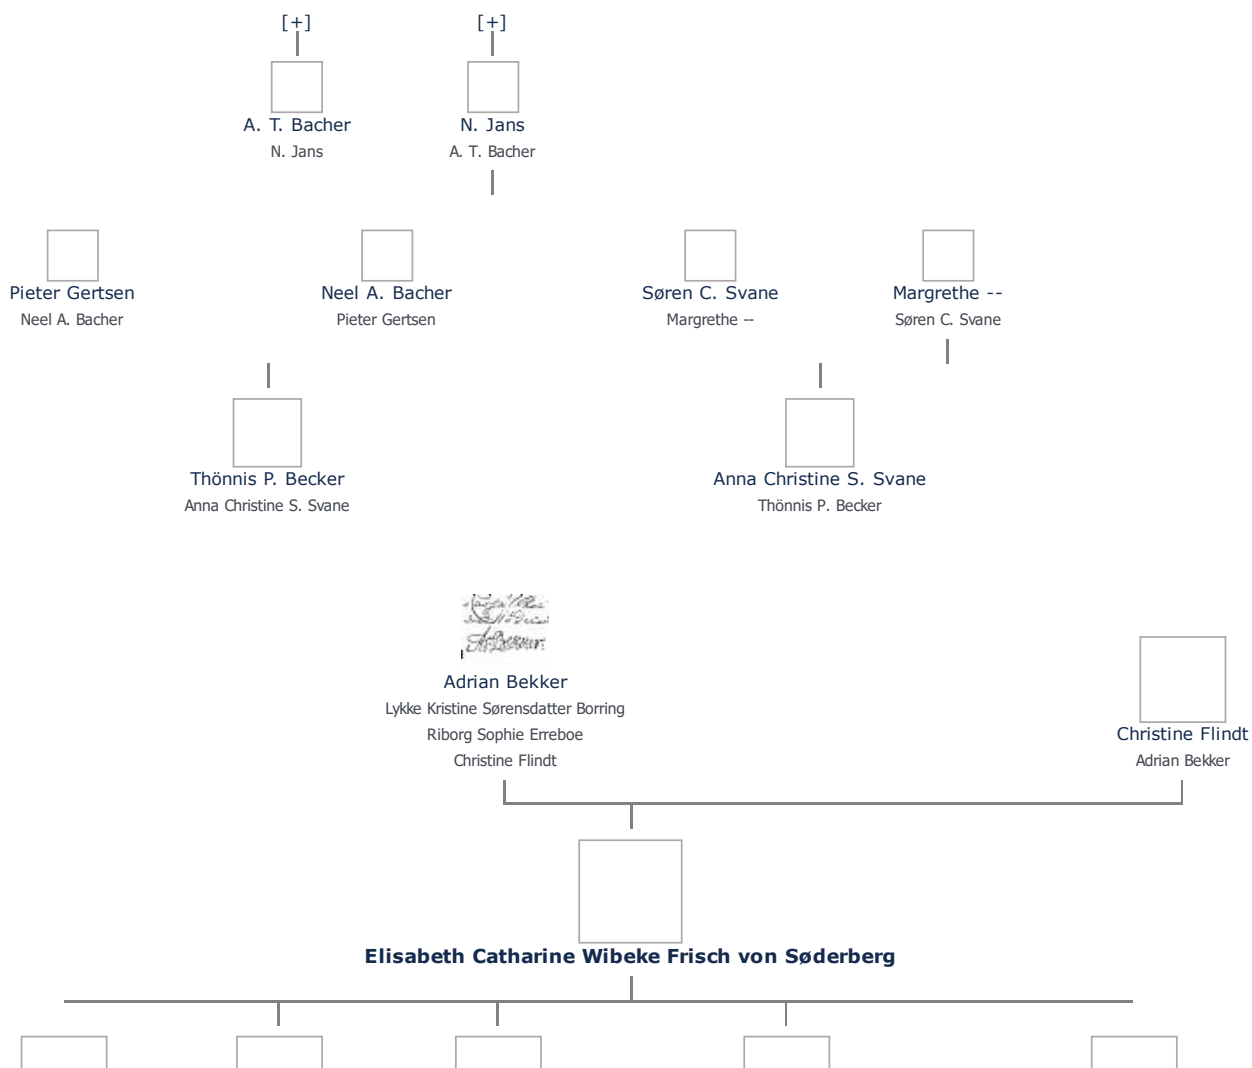 [+] [+]
A. T. Bacher N. Jans
N. Jans A. T. Bacher
Pieter Gertsen Neel A. Bacher Søren C. Svane Margrethe --
Neel A. Bacher Pieter Gertsen Margrethe -- Søren C. Svane
Thönnis P. Becker Anna Christine S. Svane
Anna Christine S. Svane Thönnis P. Becker
Adrian Bekker
Lykke Kristine Sørensdatter Borring
Riborg Sophie Erreboe
Christine Flindt
Christine Flindt
Adrian Bekker
Elisabeth Catharine Wibeke Frisch von Søderberg